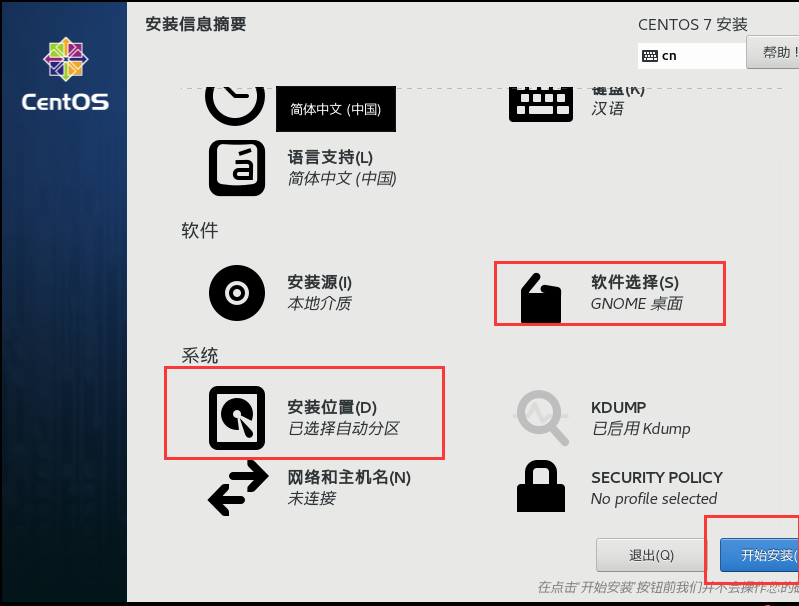 安装信息摘要
CENTOS 7 安装
cn
帮助!
CentOS
简体中文 (中国)
键盘(K)
汉语
á
语言支持(L)
简体中文 (中国)
软件
安装源(I)
本地介质
软件选择(S)
GNOME 桌面
系统
安装位置(D)
已选择自动分区
KDUMP
已启用 Kdump
网络和主机名(N)
未连接
SECURITY POLICY
No profile selected
退出(Q)
开始安装(
在点击"开始安装"按钮前我们并不会操作您的